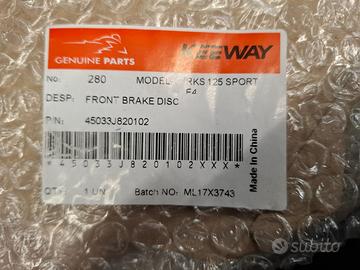 GENUINE PARTS
KEEWAY
No: 280 MODEL: RKS 125 SPORT
E4
DESP: FRONT BRAKE DISC
P/N: 45033J820102
*45033J820102XXX*
QTY: 1 UN Batch NO: ML17X3743
Made in China
subito